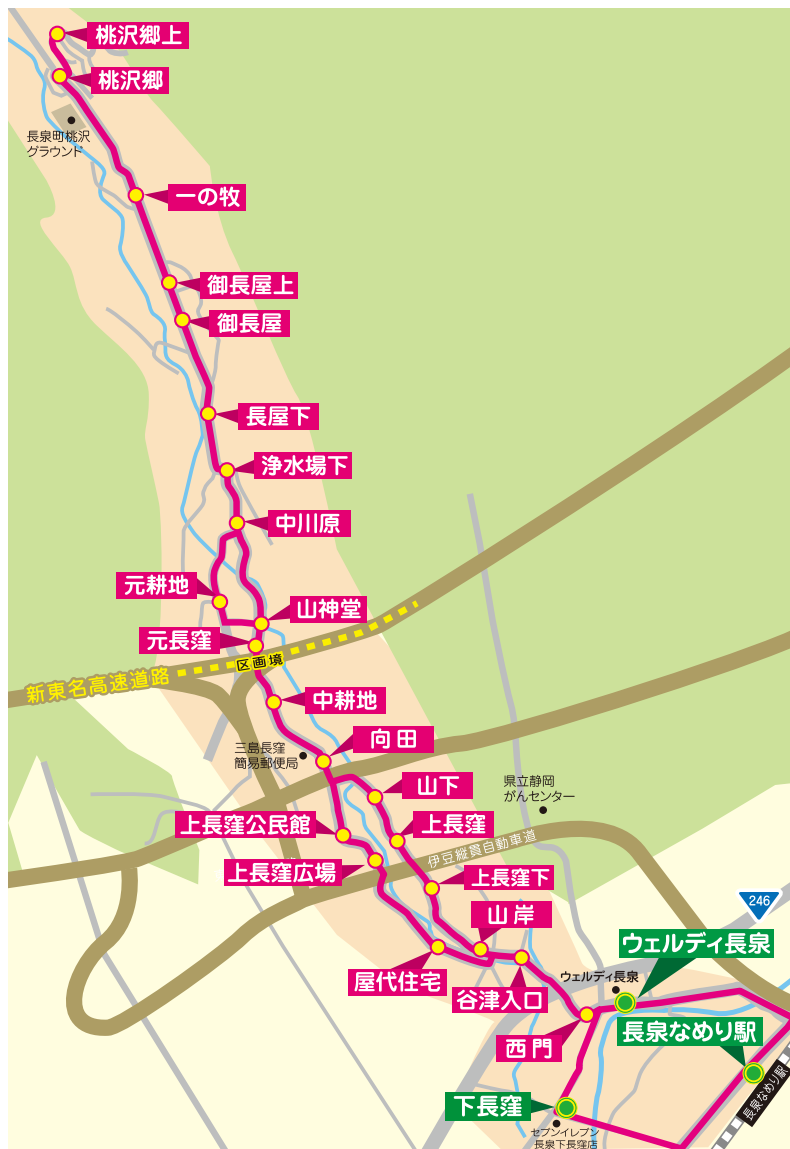 桃沢郷上
桃沢郷
長泉町桃沢
グラウンド
一の牧
御長屋上
御長屋
長屋下
浄水場下
中川原
元耕地
山神堂
元長窪
区画境
新東名高速道路
中耕地
向田
三島長窪
簡易郵便局
山下
県立静岡
がんセンター
上長窪公民館
上長窪
伊豆縦貫自動車道
上長窪広場
上長窪下
246
山岸
ウェルディ長泉
屋代住宅
ウェルディ長泉
谷津入口
長泉なめり駅
西門
長泉なめり駅
下長窪
セブンイレブン
長泉下長窪店